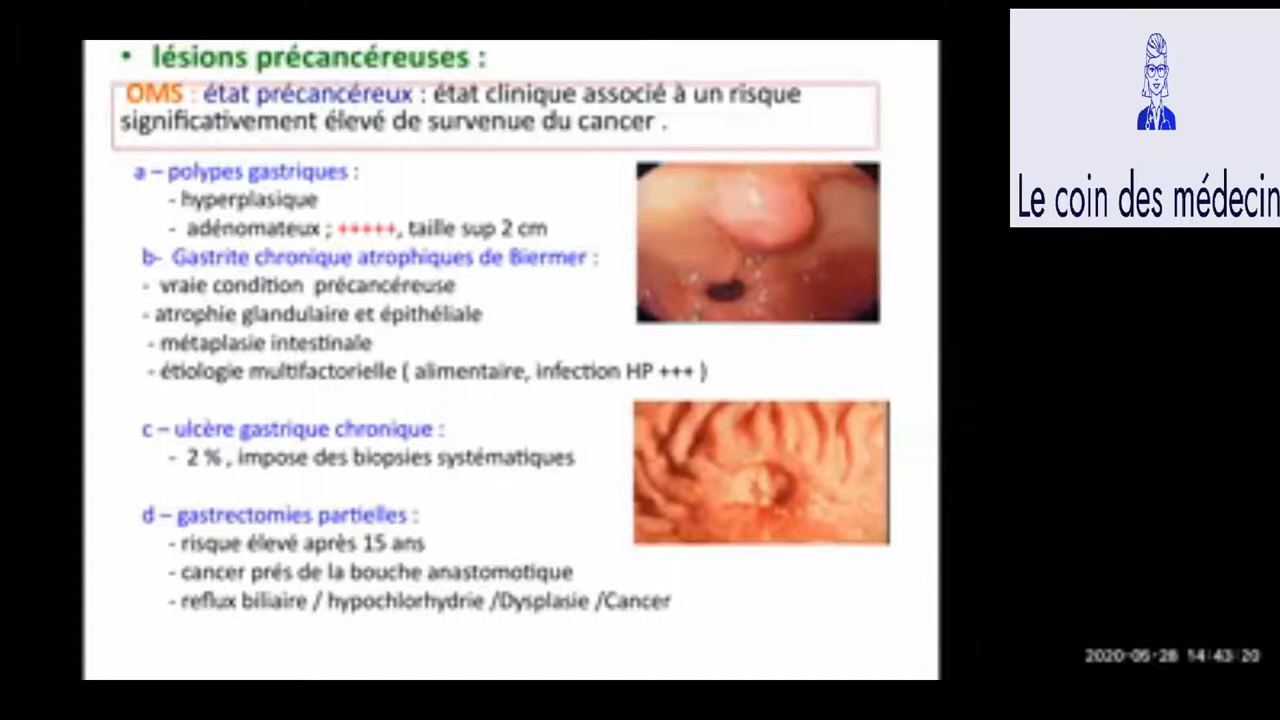 • lésions précancéreuses :
OMS : état précancéreux : état clinique associé à un risque
significativement élevé de survenue du cancer .
a – polypes gastriques :
- hyperplasique
- adénomateux ; +++++, taille sup 2 cm
b- Gastrite chronique atrophiques de Biermer :
- vraie condition précancéreuse
- atrophie glandulaire et épithéliale
- métaplasie intestinale
- étiologie multifactorielle ( alimentaire, infection HP +++ )
c – ulcère gastrique chronique :
- 2 % , impose des biopsies systématiques
d – gastrectomies partielles :
- risque élevé après 15 ans
- cancer prés de la bouche anastomotique
- reflux biliaire / hypochlorhydrie /Dysplasie /Cancer
Le coin des médecin
2020-05-28 14:43:20